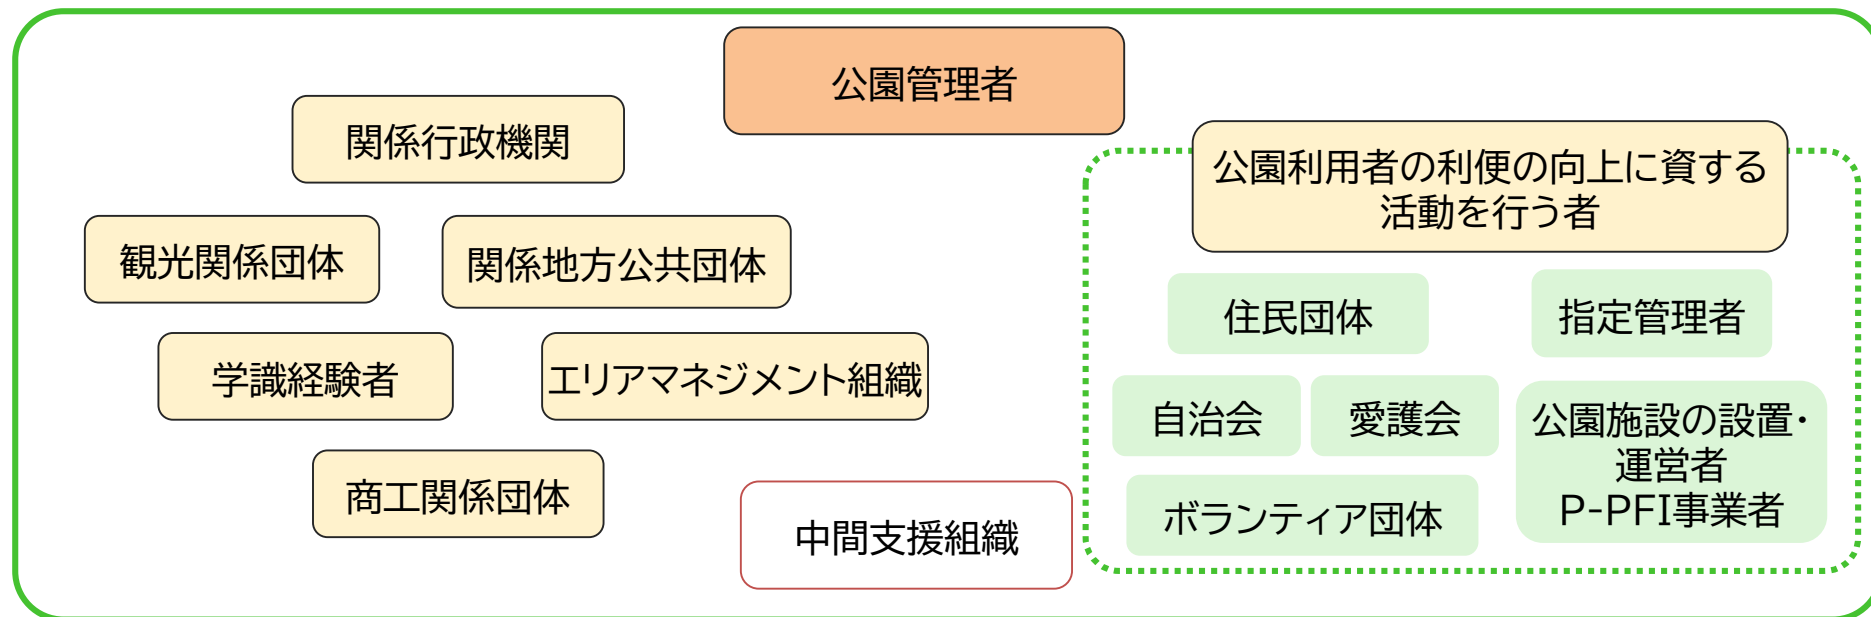 公園管理者
関係行政機関
公園利用者の利便の向上に資する
活動を行う者
観光関係団体
関係地方公共団体
住民団体
指定管理者
学識経験者
エリアマネジメント組織
自治会
愛護会
公園施設の設置・
運営者
P-PFI事業者
商工関係団体
中間支援組織
ボランティア団体